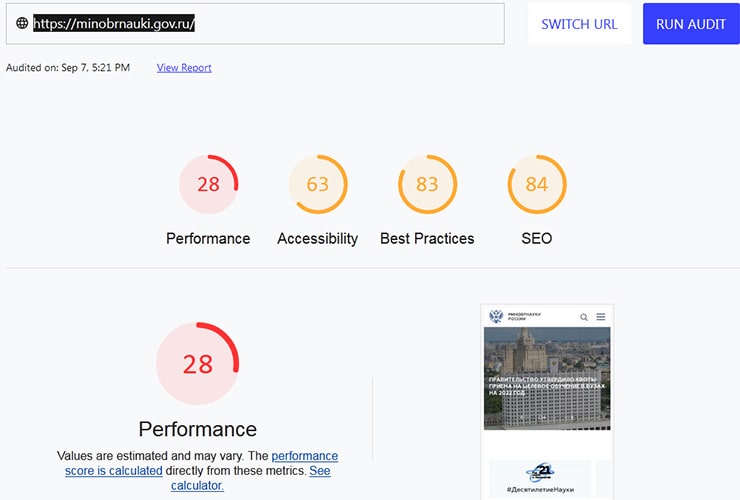 https://minobrnauki.gov.ru/
SWITCH URL
RUN AUDIT
Audited on: Sep 7, 5:21 PM
View Report
28
63
83
84
Performance
Accessibility
Best Practices
SEO
28
Performance
Values are estimated and may vary. The performance
score is calculated directly from these metrics. See
calculator.
МИНОБРНАУКИ
РОССИИ
ПРАВИТЕЛЬСТВО УТВЕРДИЛО КВОТЫ
ПРИЕМА НА ЦЕЛЕВОЕ ОБУЧЕНИЕ В ВУЗАХ
НА 2022 ГОД
21
#ДесятилетиеНауки